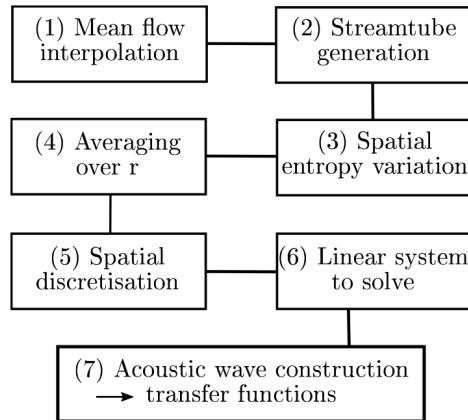 (1) Mean flow
interpolation
(2) Streamtube
generation
(3) Spatial
entropy variation
(4) Averaging
over r
(5) Spatial
discretisation
(6) Linear system
to solve
(7) Acoustic wave construction
→ transfer functions